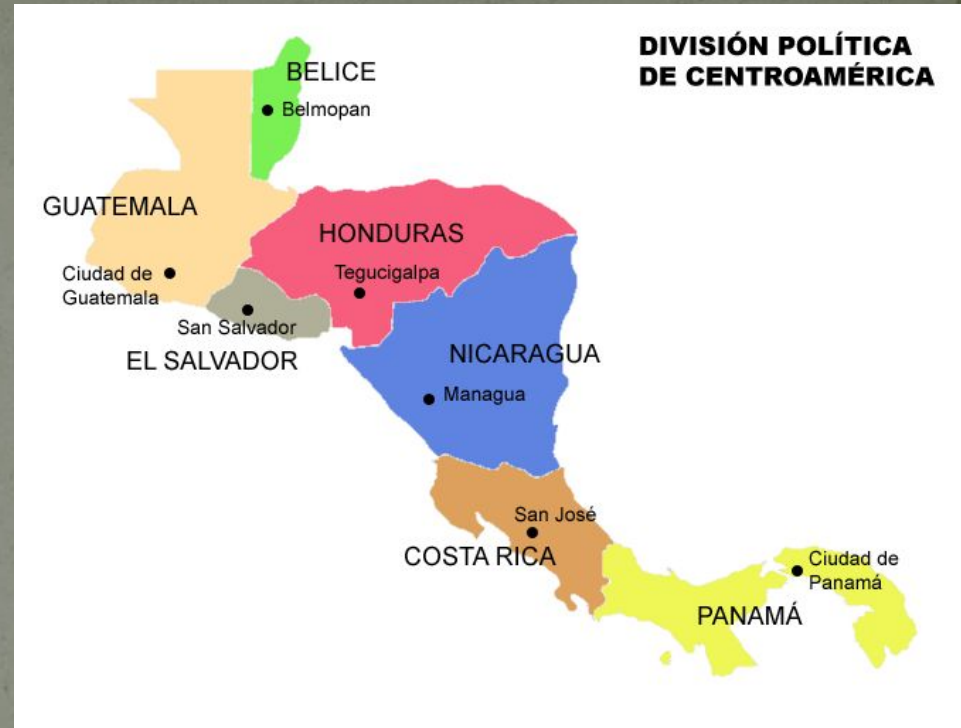 DIVISIÓN POLÍTICA
DE CENTROAMÉRICA
BELICE
Belmopan
GUATEMALA
Ciudad de
Guatemala
HONDURAS
Tegucigalpa
San Salvador
EL SALVADOR
NICARAGUA
Managua
San José
COSTA RICA
Ciudad de
Panamá
PANAMÁ